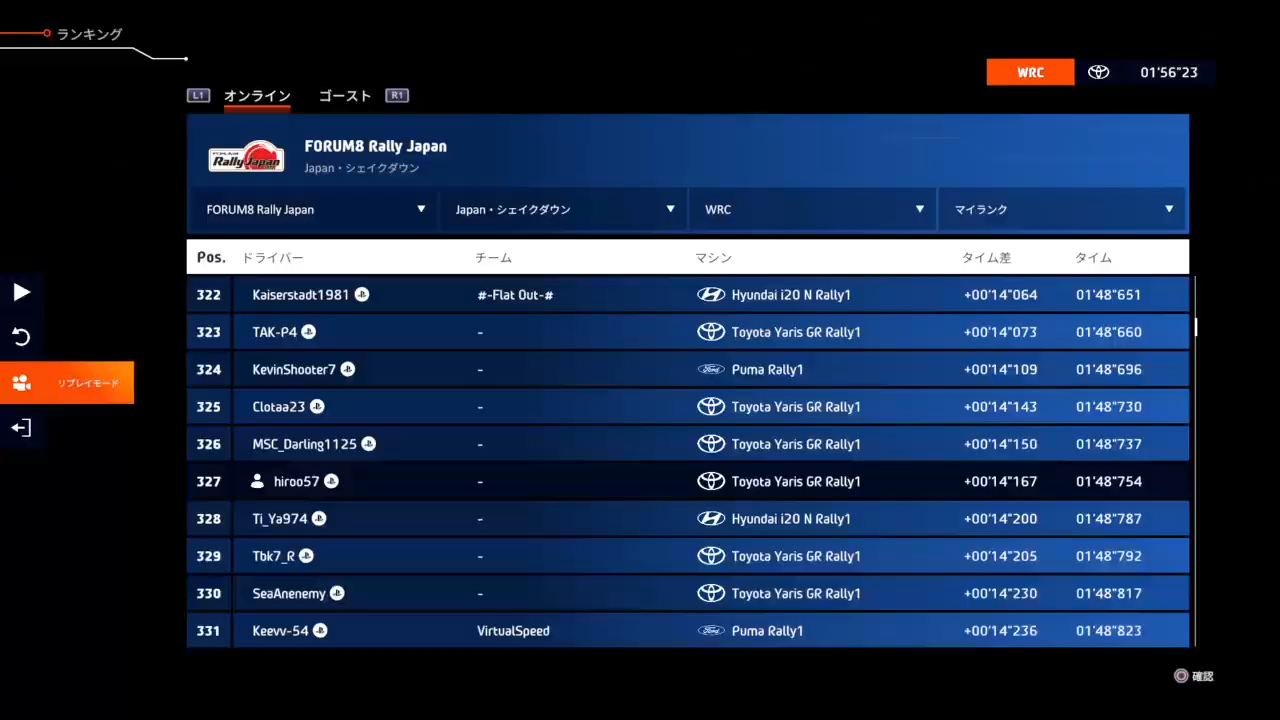 ランキング
WRC 01'56"23
L1 オンライン ゴースト R1
Rally Japan
FORUM8 Rally Japan
Japan・シェイクダウン
FORUM8 Rally Japan ▼ Japan・シェイクダウン ▼ WRC ▼ マイランク ▼
Pos. ドライバー チーム マシン タイム差 タイム
322 Kaiserstadt1981 #-Flat Out-# Hyundai i20 N Rally1 +00'14"064 01'48"651
323 TAK-P4 - Toyota Yaris GR Rally1 +00'14"073 01'48"660
324 KevinShooter7 - Ford Puma Rally1 +00'14"109 01'48"696
325 Clotaa23 - Toyota Yaris GR Rally1 +00'14"143 01'48"730
326 MSC_Darling1125 - Toyota Yaris GR Rally1 +00'14"150 01'48"737
327 hiroo57 - Toyota Yaris GR Rally1 +00'14"167 01'48"754
328 Ti_Ya974 - Hyundai i20 N Rally1 +00'14"200 01'48"787
329 Tbk7_R - Toyota Yaris GR Rally1 +00'14"205 01'48"792
330 SeaAnenemy - Toyota Yaris GR Rally1 +00'14"230 01'48"817
331 Keevv-54 VirtualSpeed Ford Puma Rally1 +00'14"236 01'48"823
リプレイモード
確認